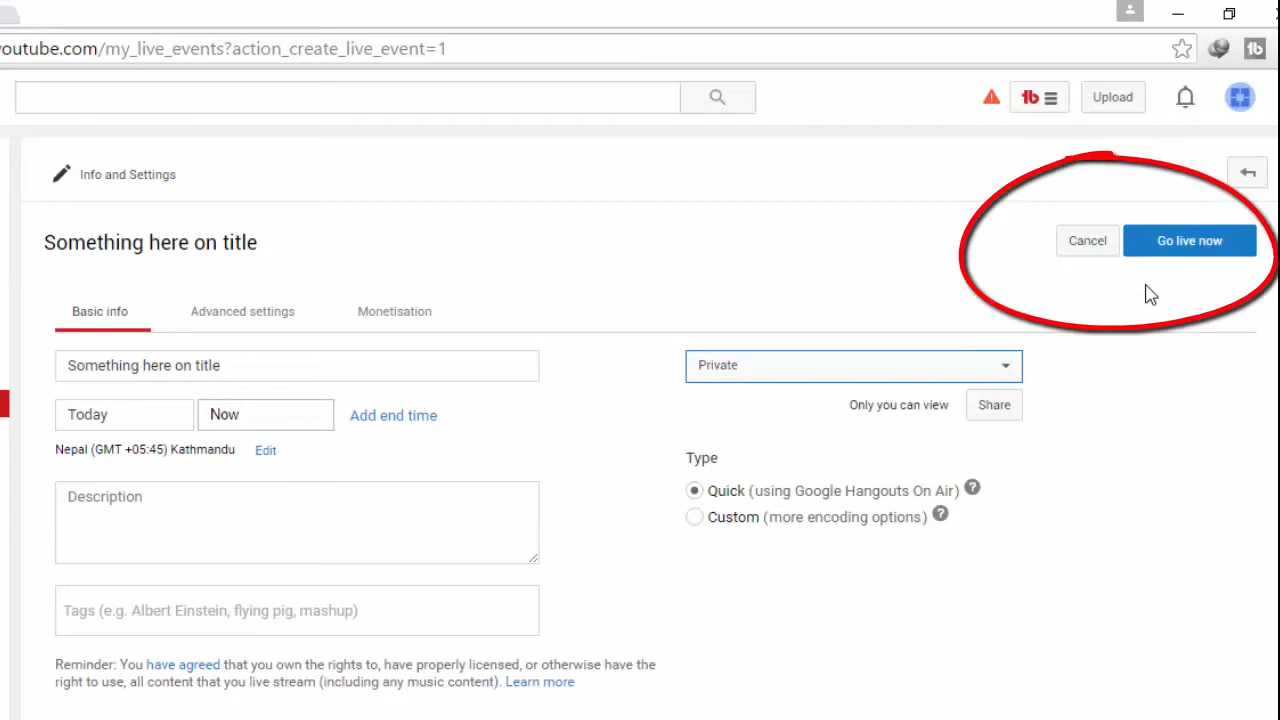 youtube.com/my_live_events?action_create_live_event=1
Upload
Info and Settings
Something here on title
Cancel
Go live now
Basic info
Advanced settings
Monetisation
Something here on title
Private
Today
Now
Add end time
Only you can view
Share
Nepal (GMT +05:45) Kathmandu
Edit
Type
Description
Quick (using Google Hangouts On Air) ?
Custom (more encoding options) ?
Tags (e.g. Albert Einstein, flying pig, mashup)
Reminder: You have agreed that you own the rights to, have properly licensed, or otherwise have the
right to use, all content that you live stream (including any music content). Learn more